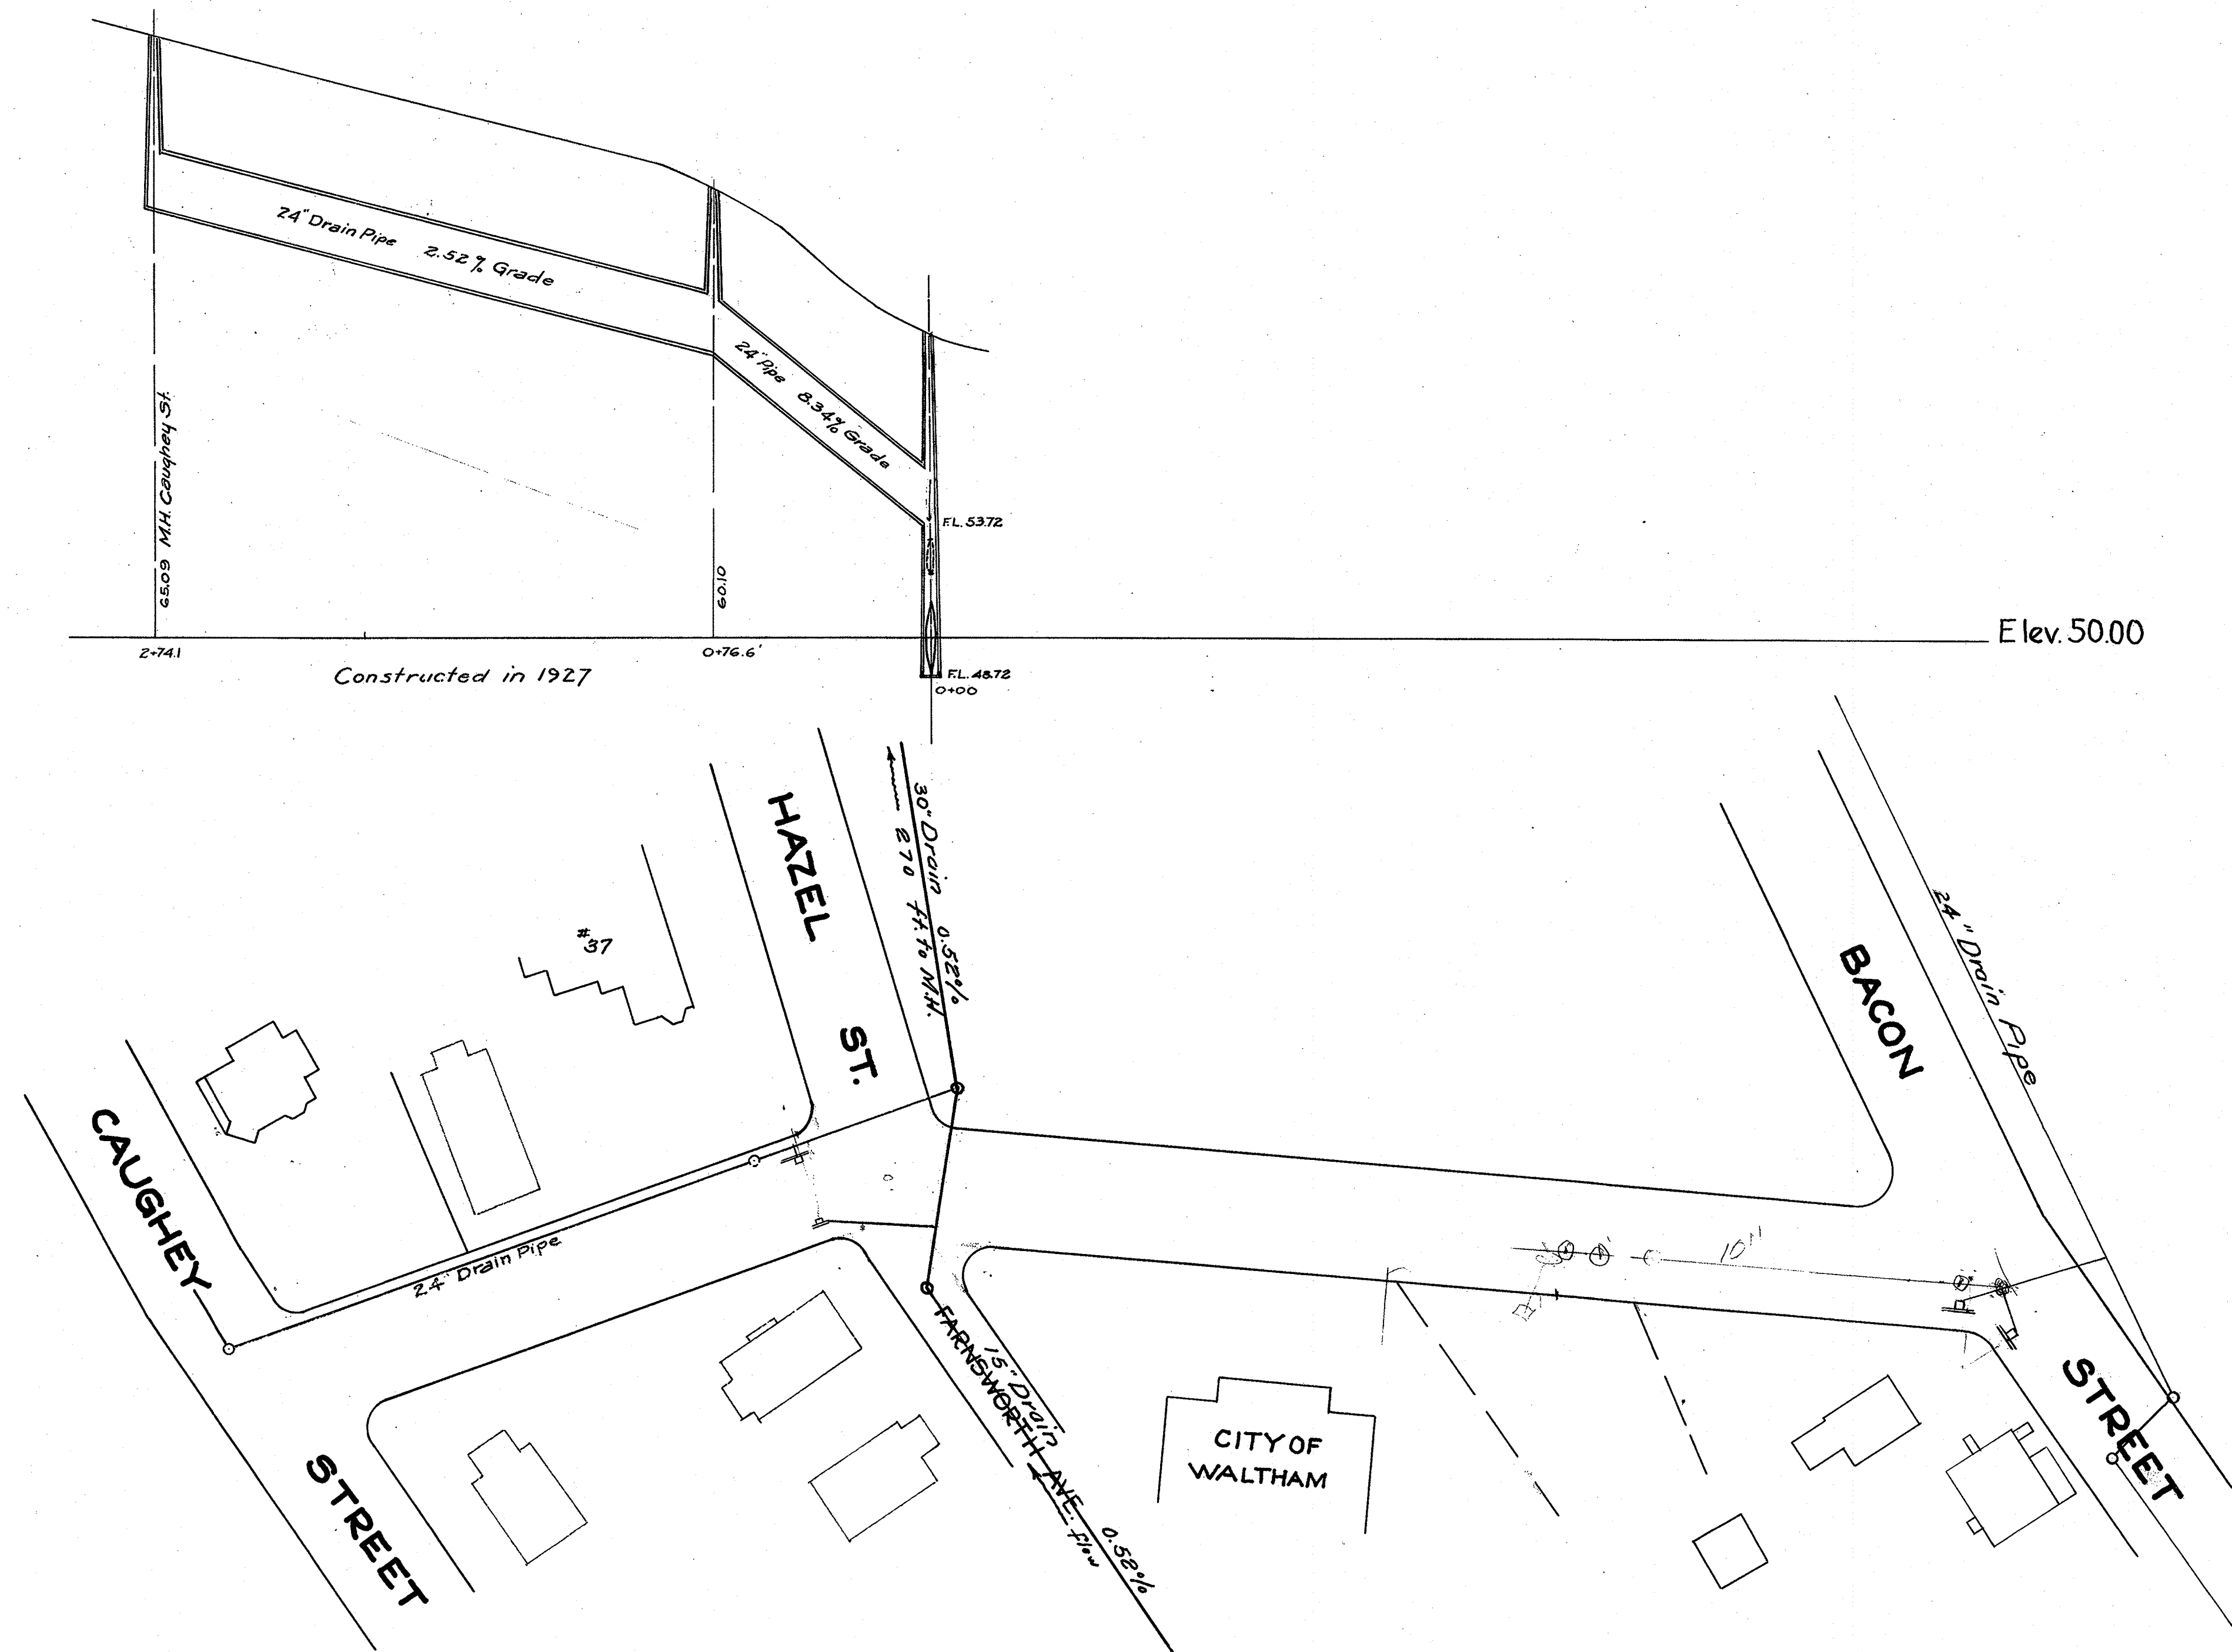 24" Drain Pipe 2.52% Grade
24" Pipe 8.34% Grade
65.09 M.H. Caughey St.
60.10
F.L. 53.72
Elev. 50.00
2+74.1
0+76.6'
Constructed in 1927
F.L. 48.72
0+00
HAZEL ST.
30" Drain 0.52%
270 ft. to M.H.
#37
BACON STREET
24" Drain Pipe
CAUGHEY STREET
24" Drain Pipe
10"
FARNSWORTH AVE.
15" Drain
flow
0.52%
CITY OF
WALTHAM